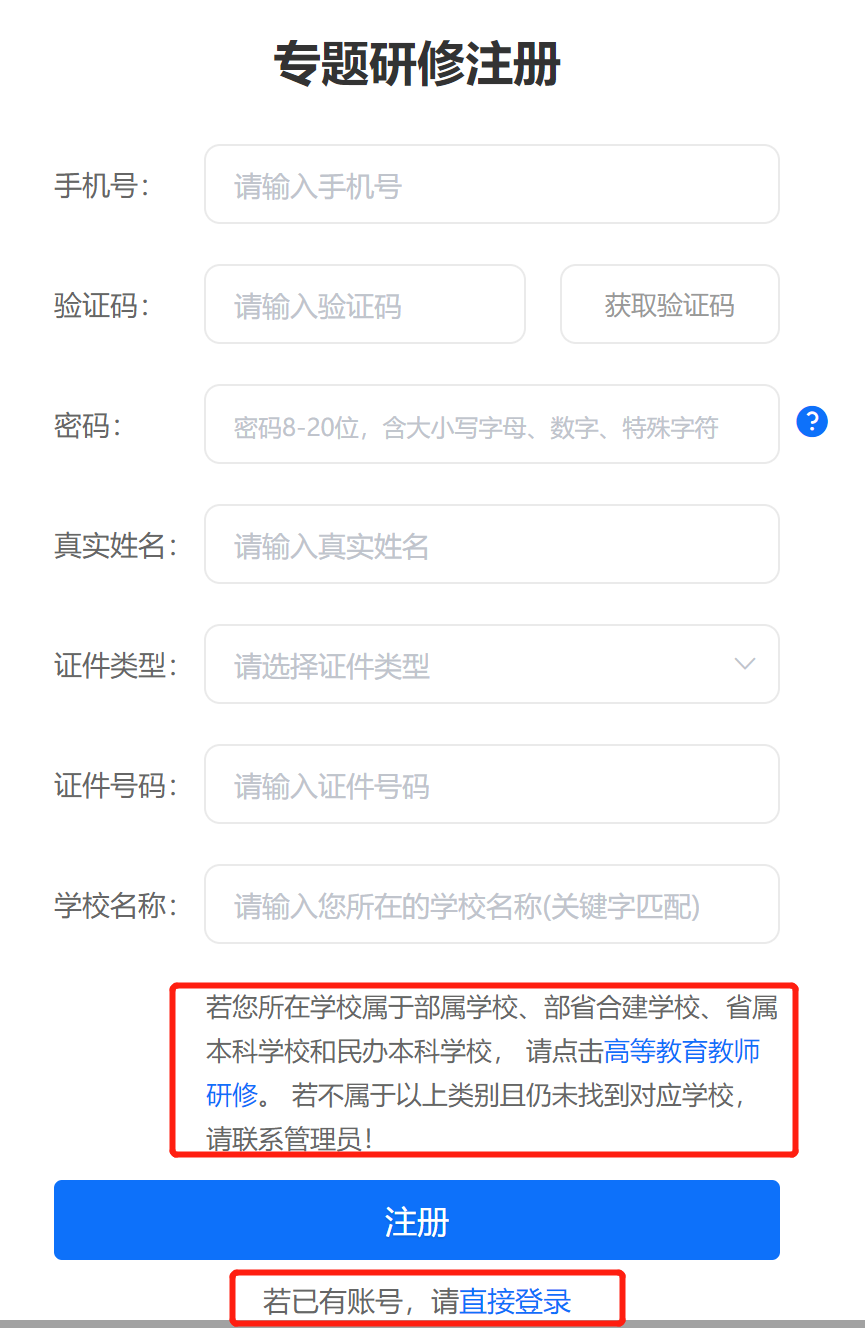 专题研修注册
手机号：
请输入手机号
验证码：
请输入验证码
获取验证码
密码：
密码8-20位，含大小写字母、数字、特殊字符
?
真实姓名：
请输入真实姓名
证件类型：
请选择证件类型
证件号码：
请输入证件号码
学校名称：
请输入您所在的学校名称(关键字匹配)
若您所在学校属于部属学校、部省合建学校、省属
本科学校和民办本科学校， 请点击高等教育教师
研修。 若不属于以上类别且仍未找到对应学校，
请联系管理员！
注册
若已有账号，请直接登录